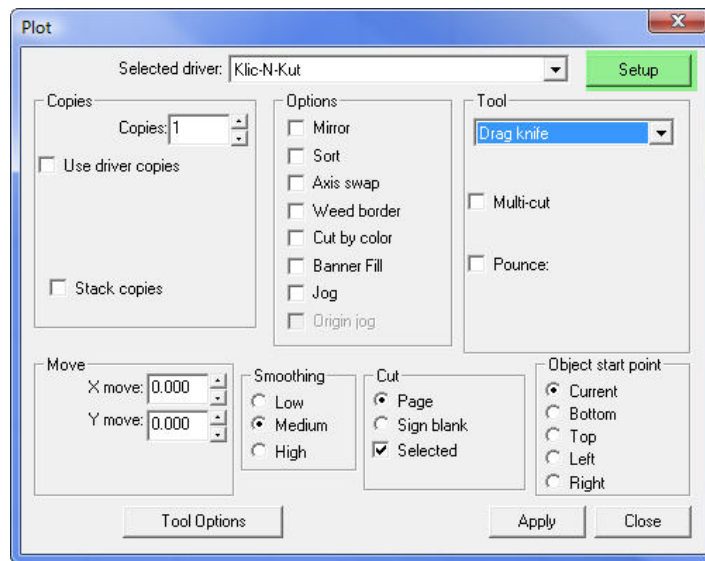 Plot
Selected driver: Klic-N-Kut
Setup
Copies
Copies: 1
Use driver copies
Stack copies
Options
Mirror
Sort
Axis swap
Weed border
Cut by color
Banner Fill
Jog
Origin jog
Tool
Drag knife
Multi-cut
Pounce:
Move
X move: 0.000
Y move: 0.000
Smoothing
Low
Medium
High
Cut
Page
Sign blank
Selected
Object start point
Current
Bottom
Top
Left
Right
Tool Options
Apply
Close